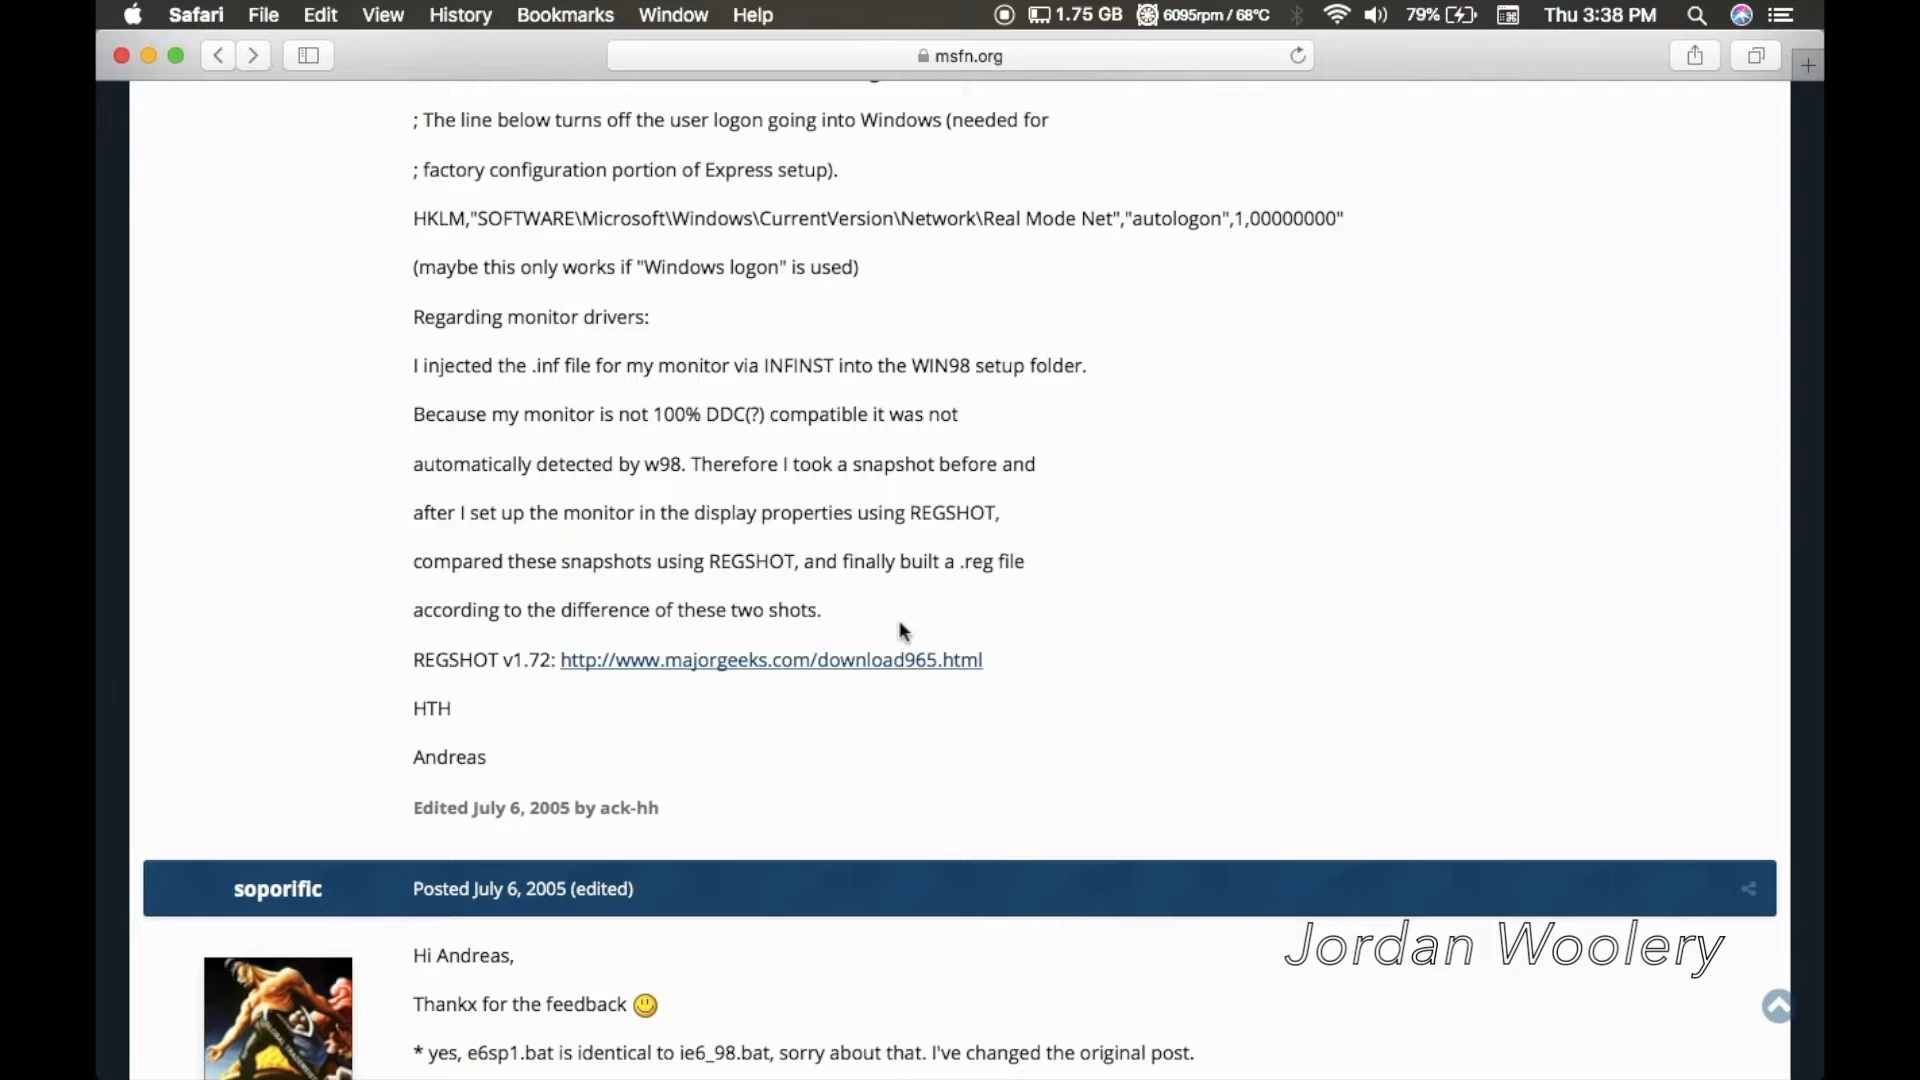 Safari File Edit View History Bookmarks Window Help 1.75 GB 6095rpm / 68°C 79% Thu 3:38 PM
msfn.org
; The line below turns off the user logon going into Windows (needed for
; factory configuration portion of Express setup).
HKLM,"SOFTWARE\Microsoft\Windows\CurrentVersion\Network\Real Mode Net","autologon",1,00000000"
(maybe this only works if "Windows logon" is used)
Regarding monitor drivers:
I injected the .inf file for my monitor via INFINST into the WIN98 setup folder.
Because my monitor is not 100% DDC(?) compatible it was not
automatically detected by w98. Therefore I took a snapshot before and
after I set up the monitor in the display properties using REGSHOT,
compared these snapshots using REGSHOT, and finally built a .reg file
according to the difference of these two shots.
REGSHOT v1.72: http://www.majorgeeks.com/download965.html
HTH
Andreas
Edited July 6, 2005 by ack-hh
soporific Posted July 6, 2005 (edited)
Jordan Woolery
Hi Andreas,
Thankx for the feedback
* yes, e6sp1.bat is identical to ie6_98.bat, sorry about that. I've changed the original post.